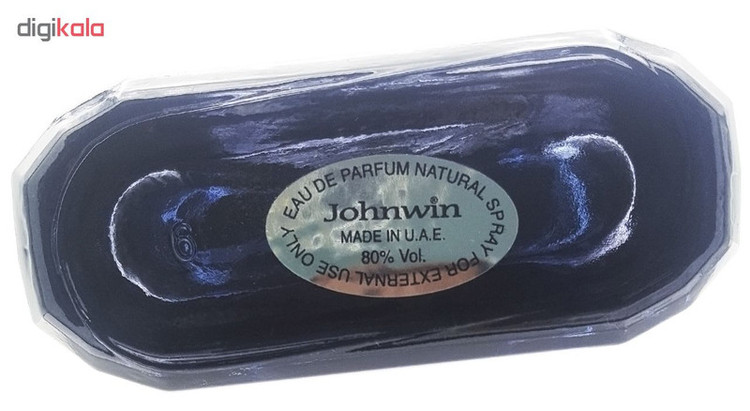 digikala
EAU DE PARFUM NATURAL SPRAY FOR EXTERNAL USE ONLY
Johnwin
MADE IN U.A.E.
80% Vol.